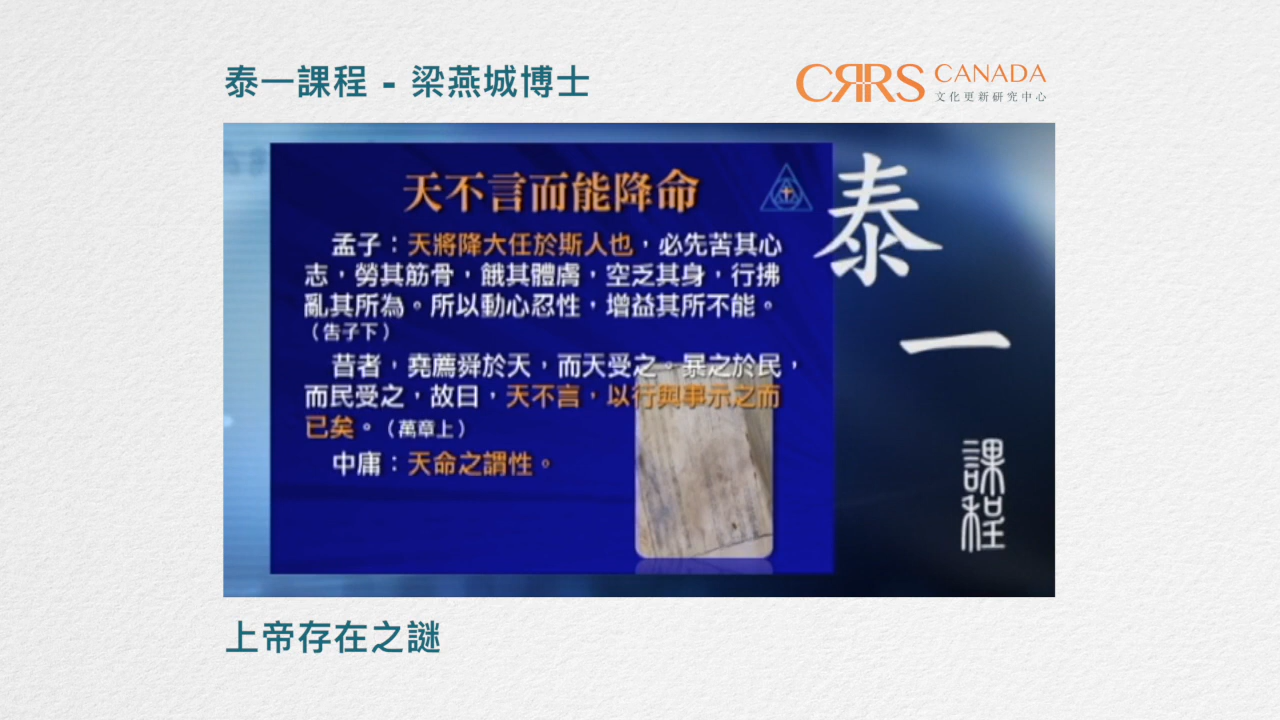 泰一課程 - 梁燕城博士
CRRS CANADA
文化更新研究中心
天不言而能降命
孟子：天將降大任於斯人也，必先苦其心
志，勞其筋骨，餓其體膚，空乏其身，行拂
亂其所為。所以動心忍性，增益其所不能。
（告子下）
昔者，堯薦舜於天，而天受之。暴之於民，
而民受之，故曰，天不言，以行與事示之而
已矣。（萬章上）
中庸：天命之謂性。
泰
一
課程
上帝存在之謎